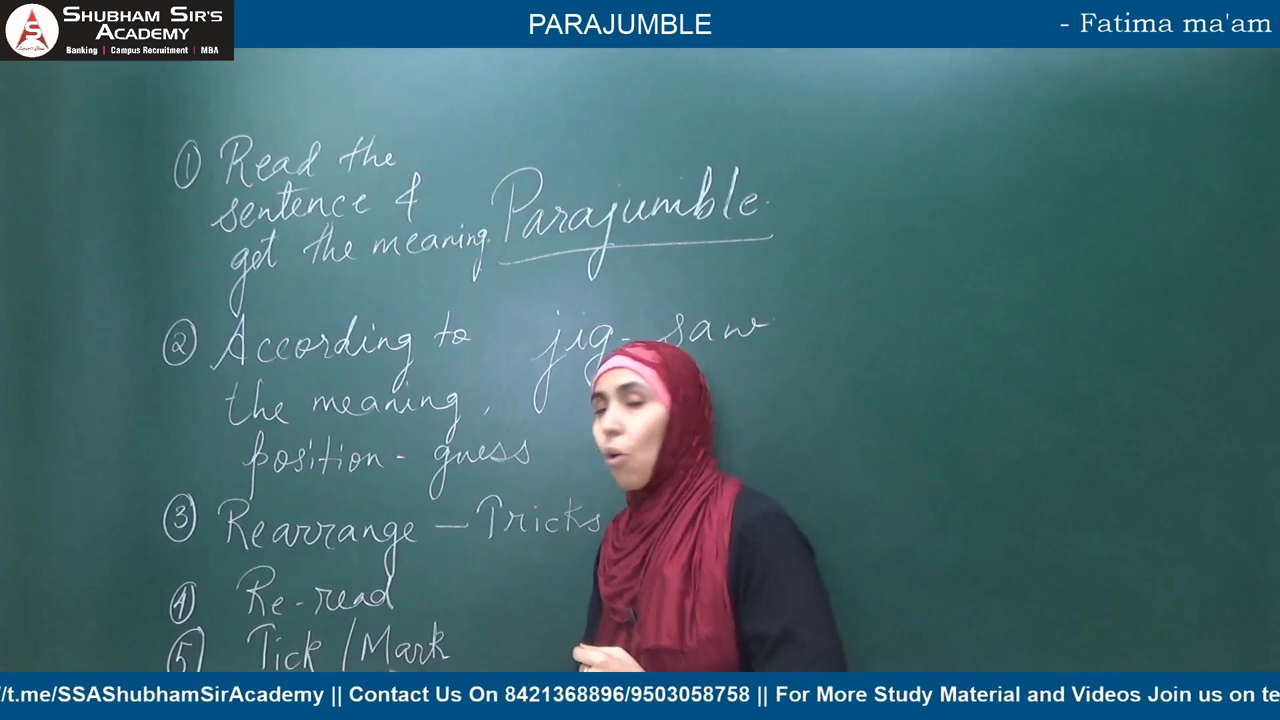 SHUBHAM SIR'S
ACADEMY
Banking | Campus Recruitment | MBA
PARAJUMBLE
- Fatima ma'am
① Read the
sentence &
get the meaning.
Parajumble.
② According to
the meaning,
position - guess
jig-saw
③ Rearrange - Tricks
④ Re-read
⑤ Tick / Mark
//t.me/SSAShubhamSirAcademy || Contact Us On 8421368896/9503058758 || For More Study Material and Videos Join us on te